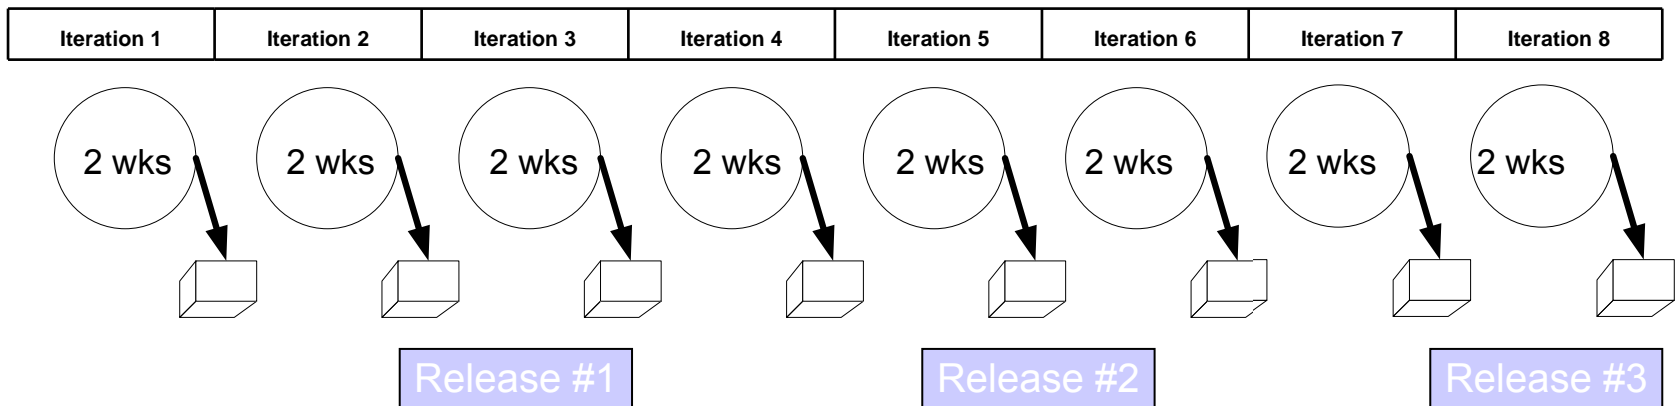 Iteration 1 Iteration 2 Iteration 3 Iteration 4 Iteration 5 Iteration 6 Iteration 7 Iteration 8
2 wks 2 wks 2 wks 2 wks 2 wks 2 wks 2 wks 2 wks
Release #1 Release #2 Release #3